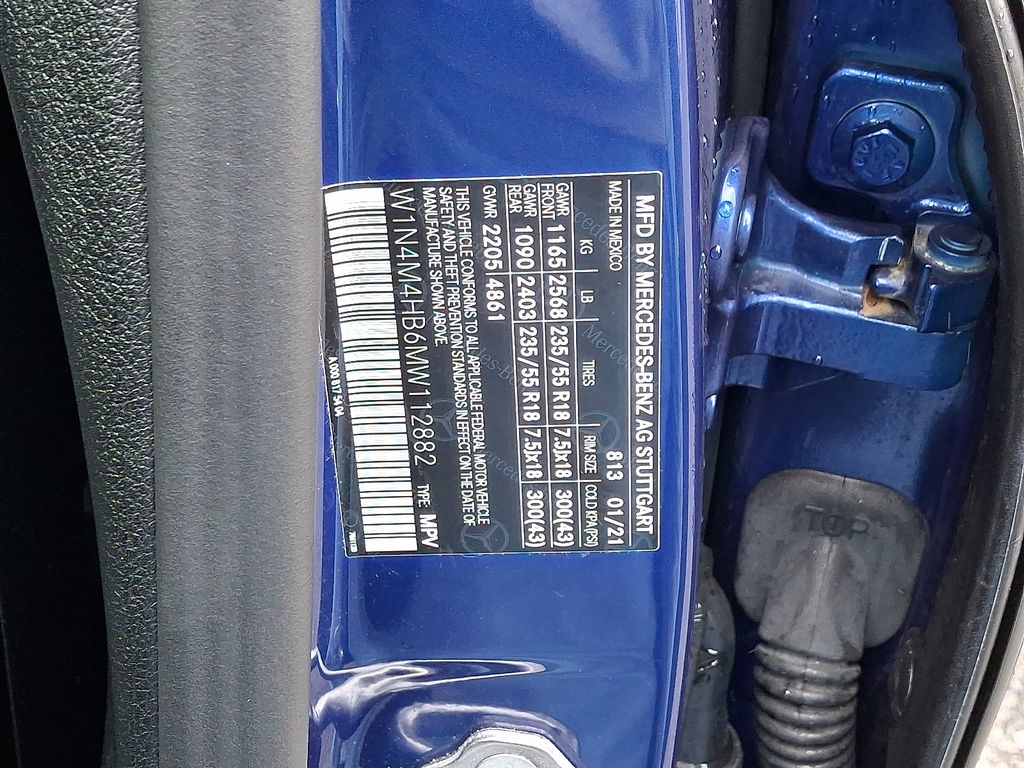 MFD BY MERCEDES-BENZ AG STUTTGART
MADE IN MEXICO 813 01/21
KG LB TIRES RIM SIZE COLD KPA(PSI)
GAWR FRONT 1165 2568 235/55 R18 7.5Jx18 300(43)
GAWR REAR 1090 2403 235/55 R18 7.5Jx18 300(43)
GVWR 2205 4861
THIS VEHICLE CONFORMS TO ALL APPLICABLE FEDERAL MOTOR VEHICLE
SAFETY AND THEFT PREVENTION STANDARDS IN EFFECT ON THE DATE OF
MANUFACTURE SHOWN ABOVE.
W1N4M4HB6MW112882 TYPE: MPV
TOP